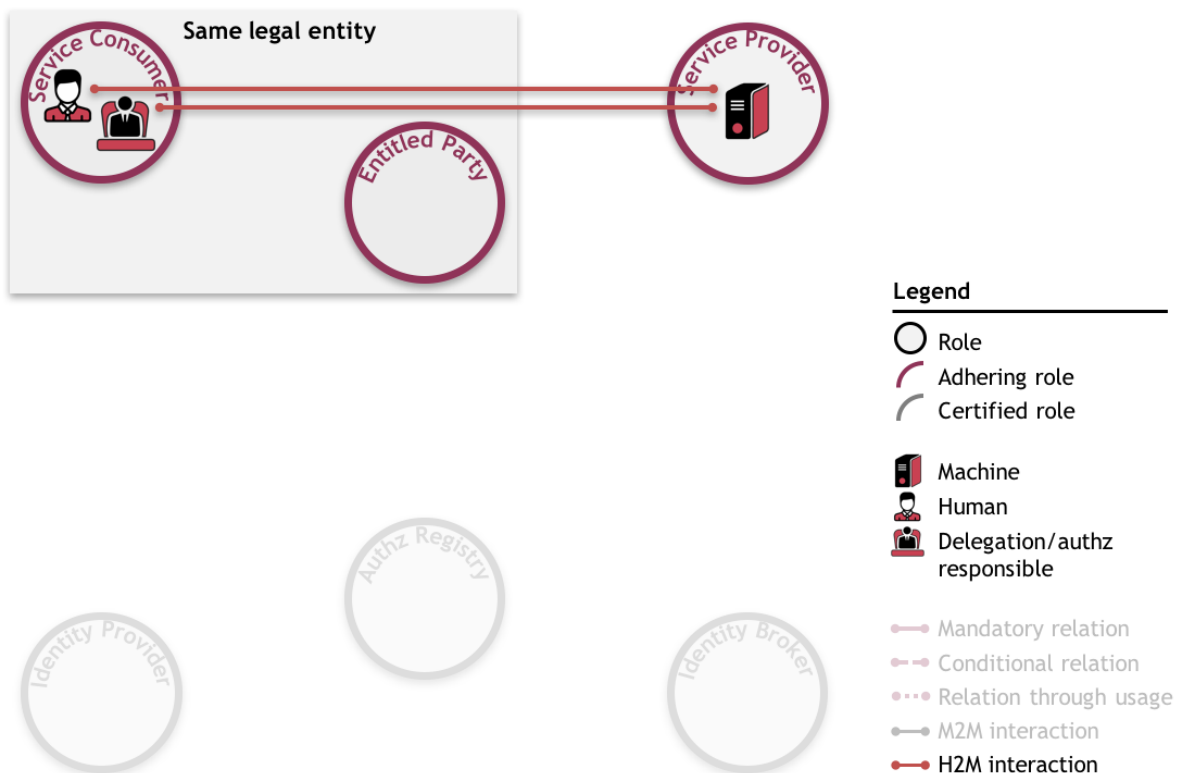 Same legal entity
Service Consumer
Service Provider
Entitled Party
Legend
Role
Adhering role
Certified role
Machine
Human
Delegation/authz
responsible
Authz Registry
Identity Provider
Identity Broker
Mandatory relation
Conditional relation
Relation through usage
M2M interaction
H2M interaction